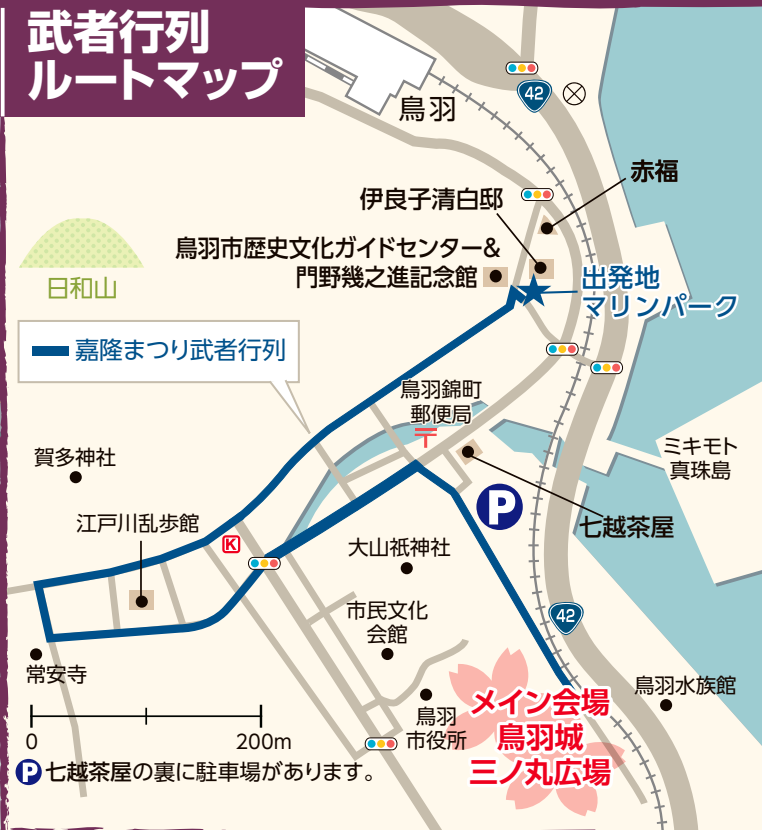 武者行列
ルートマップ
鳥羽
42
赤福
伊良子清白邸
鳥羽市歴史文化ガイドセンター&
門野幾之進記念館
出発地
マリンパーク
日和山
嘉隆まつり武者行列
鳥羽錦町
郵便局
ミキモト
真珠島
賀多神社
P
七越茶屋
江戸川乱歩館
K
大山祇神社
市民文化
会館
42
常安寺
鳥羽水族館
メイン会場
鳥羽城
三ノ丸広場
鳥羽
市役所
0 200m
P 七越茶屋の裏に駐車場があります。